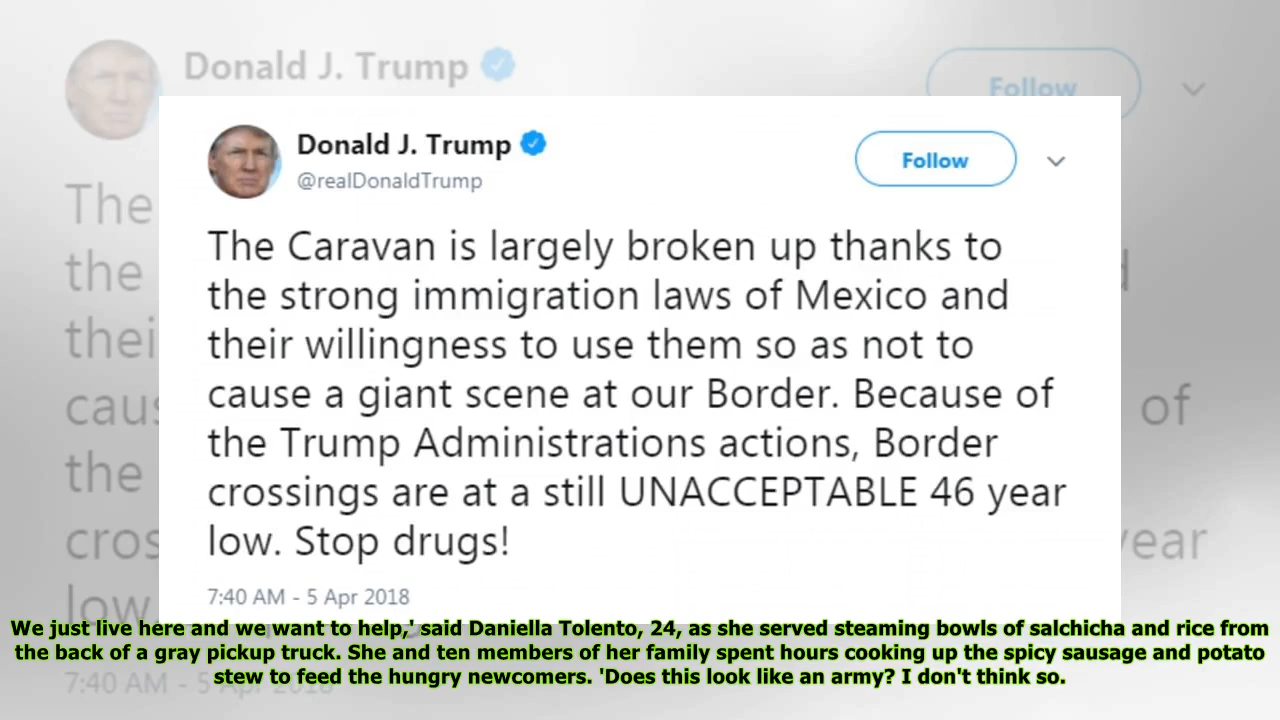 Donald J. Trump
Follow
Donald J. Trump
@realDonaldTrump
Follow
The Caravan is largely broken up thanks to
the strong immigration laws of Mexico and
their willingness to use them so as not to
cause a giant scene at our Border. Because of
the Trump Administrations actions, Border
crossings are at a still UNACCEPTABLE 46 year
low. Stop drugs!
7:40 AM - 5 Apr 2018
We just live here and we want to help,' said Daniella Tolento, 24, as she served steaming bowls of salchicha and rice from
the back of a gray pickup truck. She and ten members of her family spent hours cooking up the spicy sausage and potato
stew to feed the hungry newcomers. 'Does this look like an army? I don't think so.